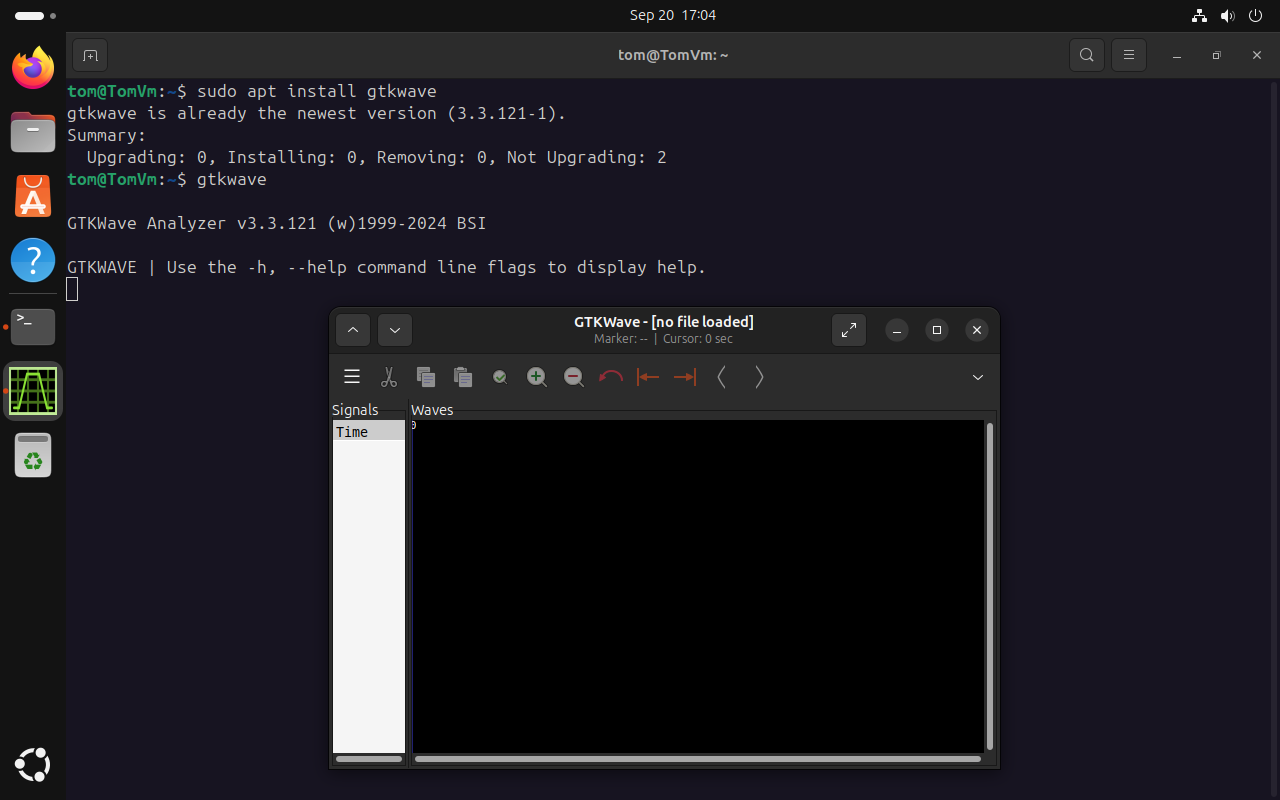 Sep 20 17:04
tom@TomVm: ~
tom@TomVm:~$ sudo apt install gtkwave
gtkwave is already the newest version (3.3.121-1).
Summary:
  Upgrading: 0, Installing: 0, Removing: 0, Not Upgrading: 2
tom@TomVm:~$ gtkwave
GTKWave Analyzer v3.3.121 (w)1999-2024 BSI
GTKWAVE | Use the -h, --help command line flags to display help.
GTKWave - [no file loaded]
Marker: -- | Cursor: 0 sec
Signals
Waves
Time
0